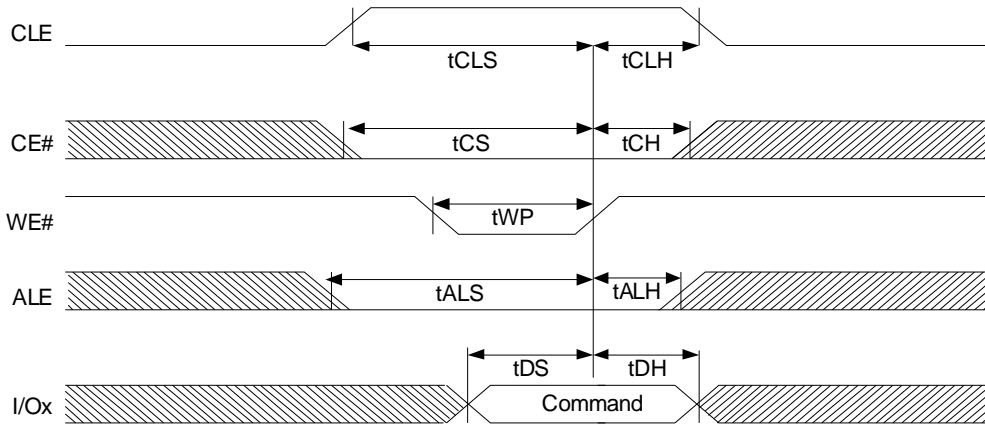 CLE
tCLS tCLH
CE#
tCS tCH
WE#
tWP
ALE
tALS tALH
tDS tDH
I/Ox
Command